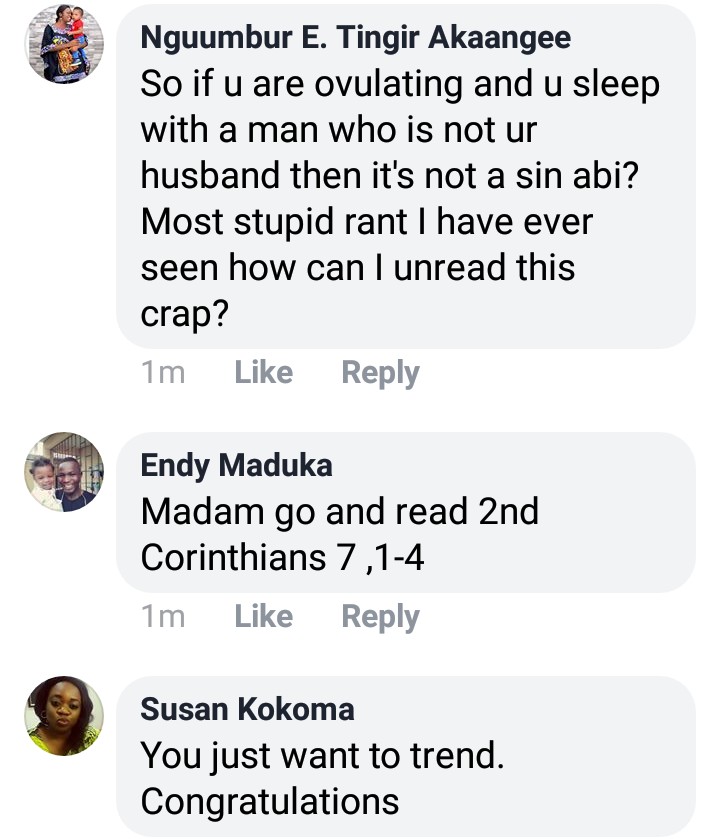 Nguumbur E. Tingir Akaangee
So if u are ovulating and u sleep
with a man who is not ur
husband then it's not a sin abi?
Most stupid rant I have ever
seen how can I unread this
crap?
1m Like Reply
Endy Maduka
Madam go and read 2nd
Corinthians 7 ,1-4
1m Like Reply
Susan Kokoma
You just want to trend.
Congratulations